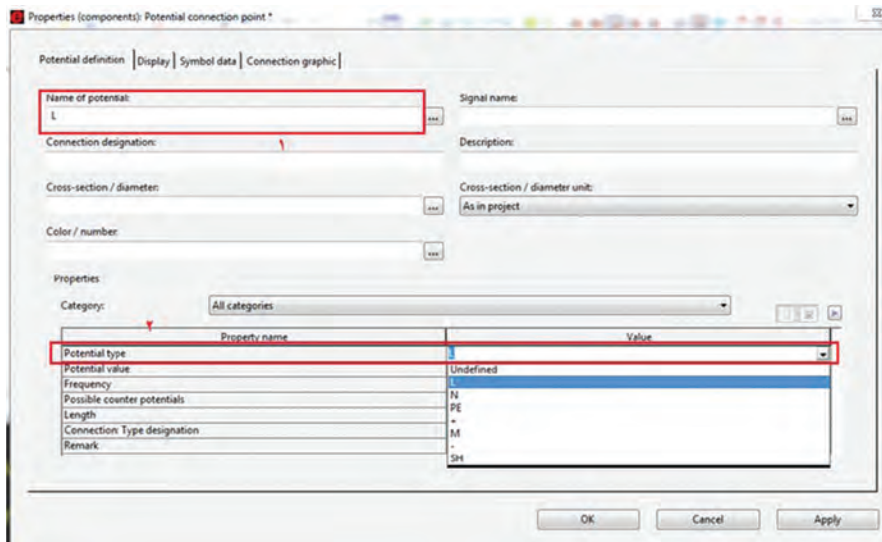 Properties (components): Potential connection point *
Potential definition Display Symbol data Connection graphic
Name of potential: Signal name:
L ... ...
Connection designation: ۱ Description:
Cross-section / diameter: Cross-section / diameter unit:
... As in project
Color / number:
...
Properties
Category: All categories
۲
Property name Value
Potential type L
Potential value Undefined
Frequency L
Possible counter potentials N
Length PE
Connection: Type designation +
Remark M
-
SH
OK Cancel Apply